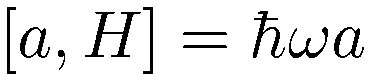 [a, H] = ℏωa